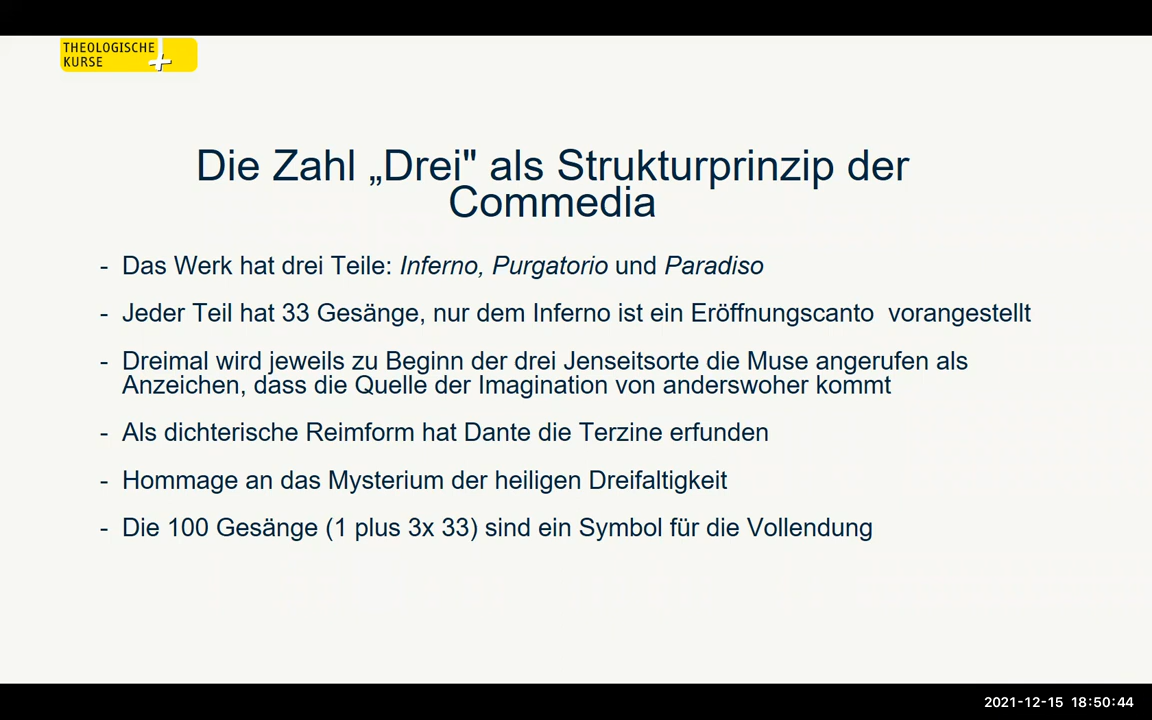 THEOLOGISCHE
KURSE
Die Zahl „Drei" als Strukturprinzip der
Commedia
- Das Werk hat drei Teile: Inferno, Purgatorio und Paradiso
- Jeder Teil hat 33 Gesänge, nur dem Inferno ist ein Eröffnungscanto vorangestellt
- Dreimal wird jeweils zu Beginn der drei Jenseitsorte die Muse angerufen als
Anzeichen, dass die Quelle der Imagination von anderswoher kommt
- Als dichterische Reimform hat Dante die Terzine erfunden
- Hommage an das Mysterium der heiligen Dreifaltigkeit
- Die 100 Gesänge (1 plus 3x 33) sind ein Symbol für die Vollendung
2021-12-15 18:50:44